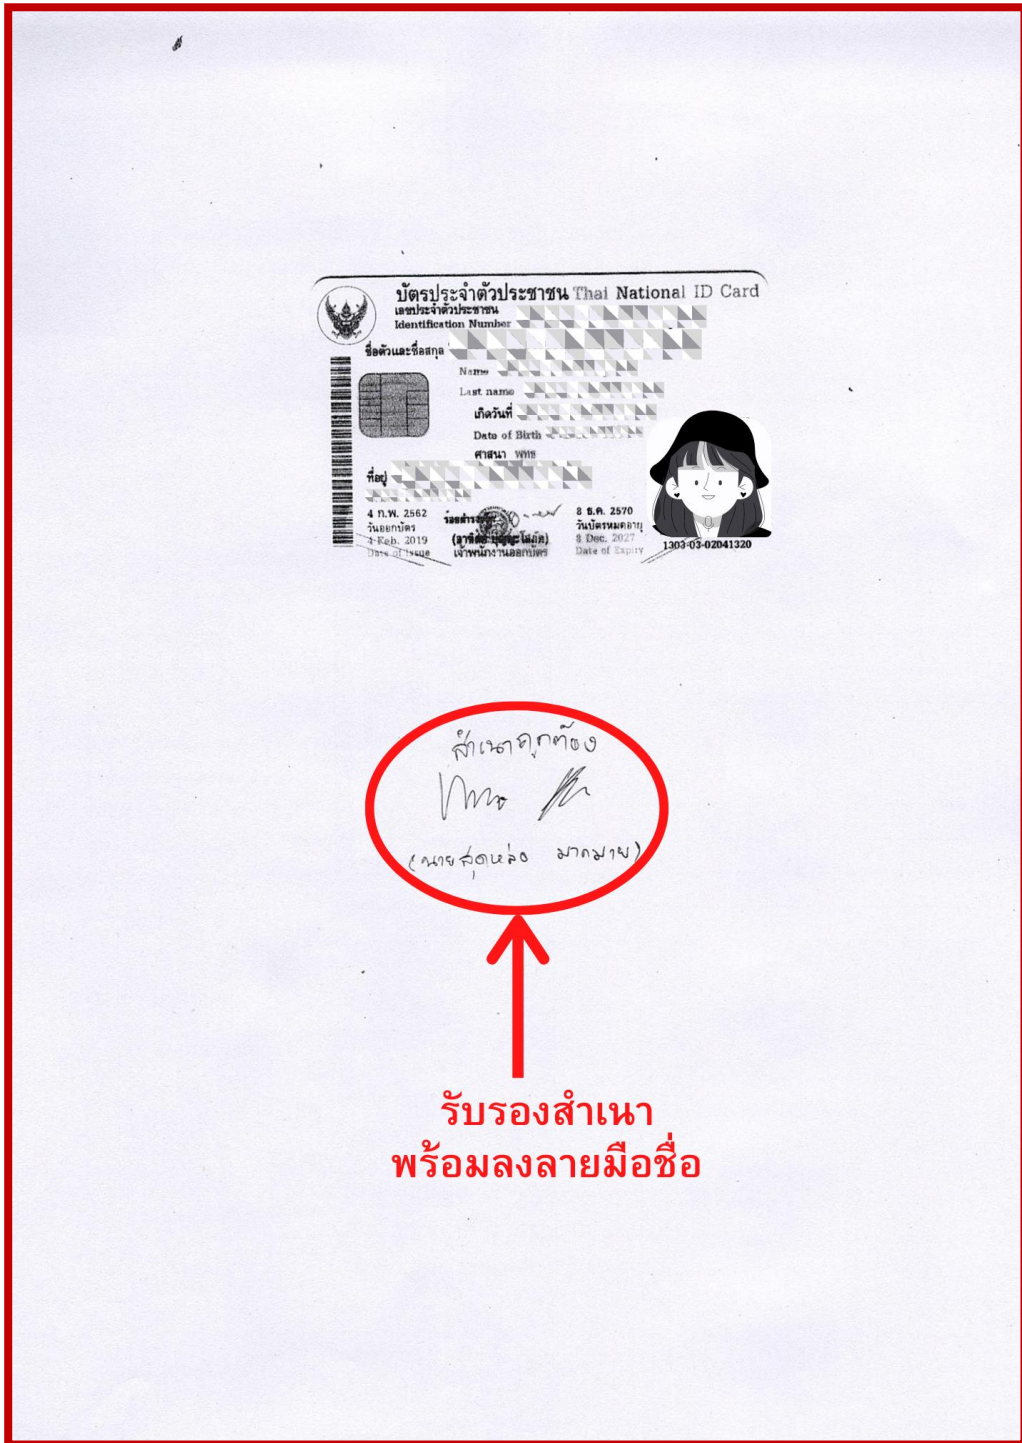 บัตรประจำตัวประชาชน Thai National ID Card
เลขประจำตัวประชาชน
Identification Number
ชื่อตัวและชื่อสกุล
Name
Last name
เกิดวันที่
Date of Birth
ศาสนา พุทธ
ที่อยู่
4 ก.พ. 2562
วันออกบัตร
4 Feb. 2019
Date of Issue
เจ้าพนักงานออกบัตร
8 ธ.ค. 2570
วันบัตรหมดอายุ
8 Dec. 2027
Date of Expiry
1303-03-02041320
สำเนาถูกต้อง
(นายสุดหล่อ มากมาย)
รับรองสำเนา
พร้อมลงลายมือชื่อ